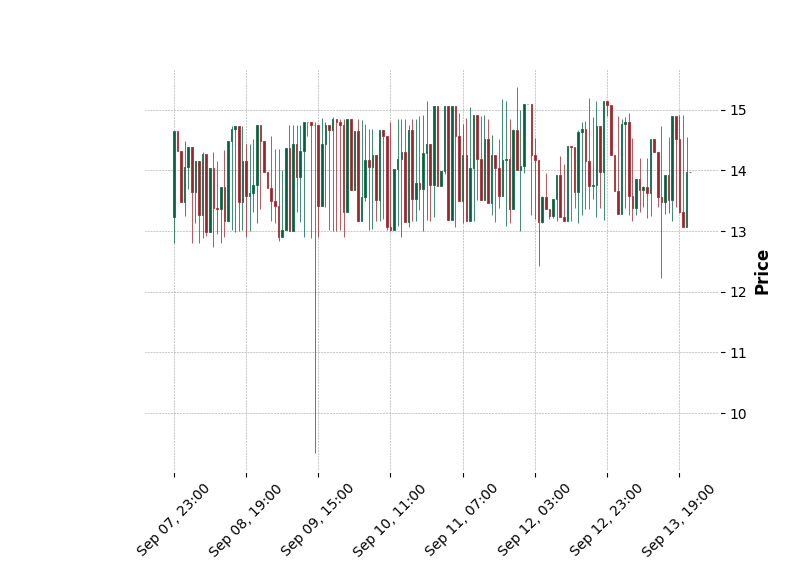 15
14
13
12
11
10
Price
Sep 07, 23:00
Sep 08, 19:00
Sep 09, 15:00
Sep 10, 11:00
Sep 11, 07:00
Sep 12, 03:00
Sep 12, 23:00
Sep 13, 19:00